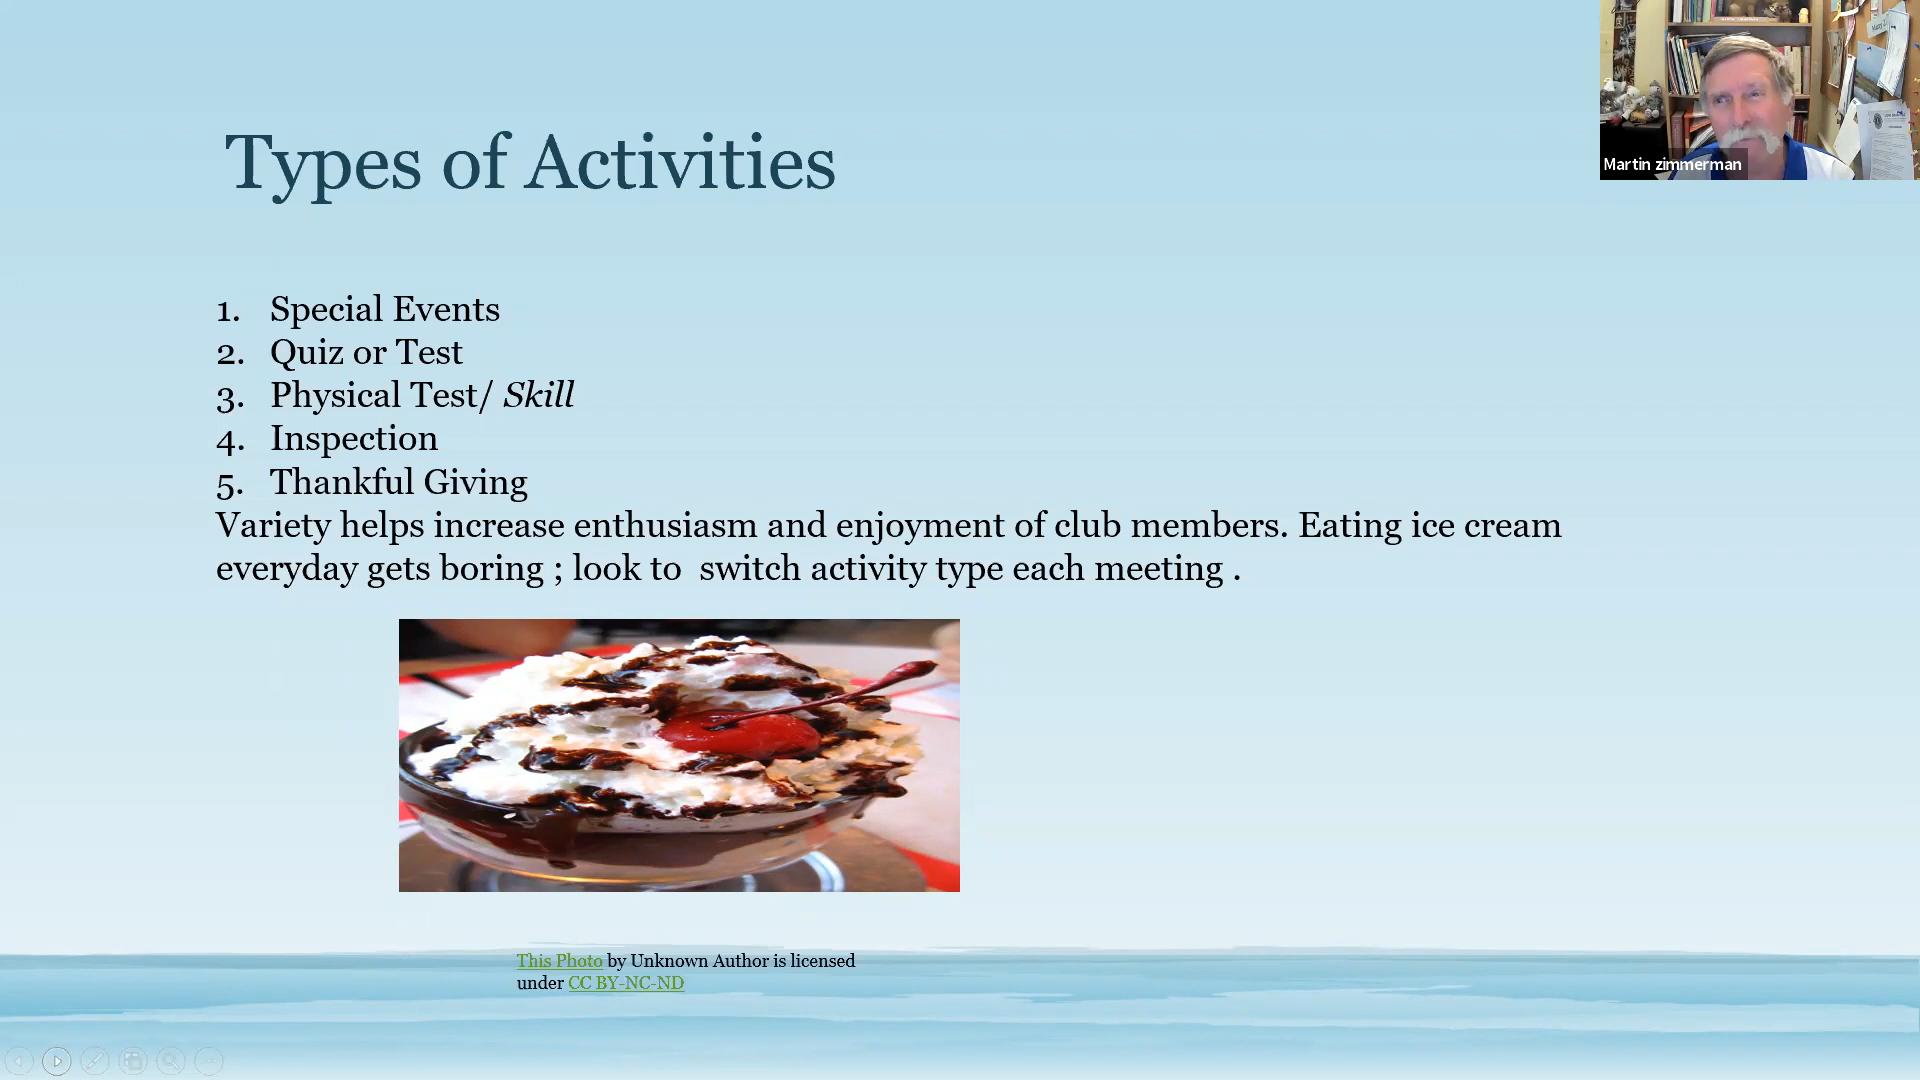 Martin zimmerman
Types of Activities
1. Special Events
2. Quiz or Test
3. Physical Test/ Skill
4. Inspection
5. Thankful Giving
Variety helps increase enthusiasm and enjoyment of club members. Eating ice cream
everyday gets boring ; look to  switch activity type each meeting .
This Photo by Unknown Author is licensed
under CC BY-NC-ND